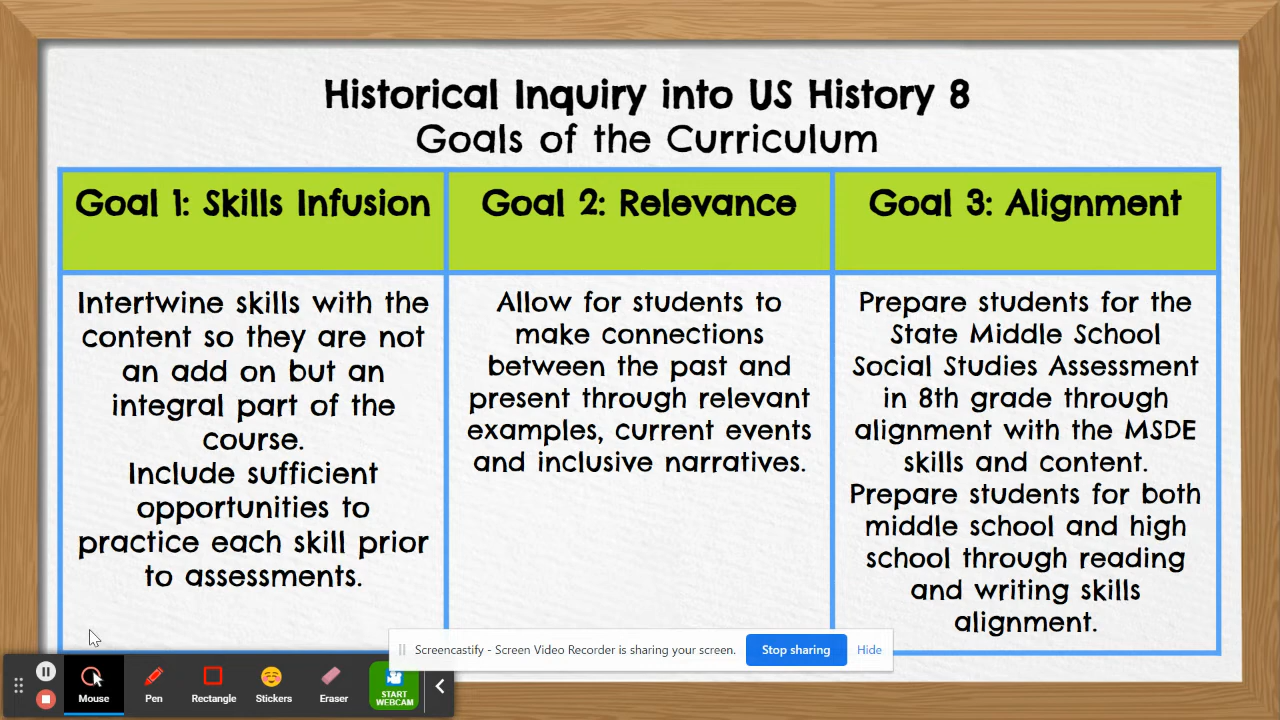 Historical Inquiry into US History 8
Goals of the Curriculum
Goal 1: Skills Infusion
Goal 2: Relevance
Goal 3: Alignment
Intertwine skills with the
content so they are not
an add on but an
integral part of the
course.
Include sufficient
opportunities to
practice each skill prior
to assessments.
Allow for students to
make connections
between the past and
present through relevant
examples, current events
and inclusive narratives.
Prepare students for the
State Middle School
Social Studies Assessment
in 8th grade through
alignment with the MSDE
skills and content.
Prepare students for both
middle school and high
school through reading
and writing skills
alignment.
Screencastify - Screen Video Recorder is sharing your screen.
Stop sharing
Hide
Mouse
Pen
Rectangle
Stickers
Eraser
START
WEBCAM